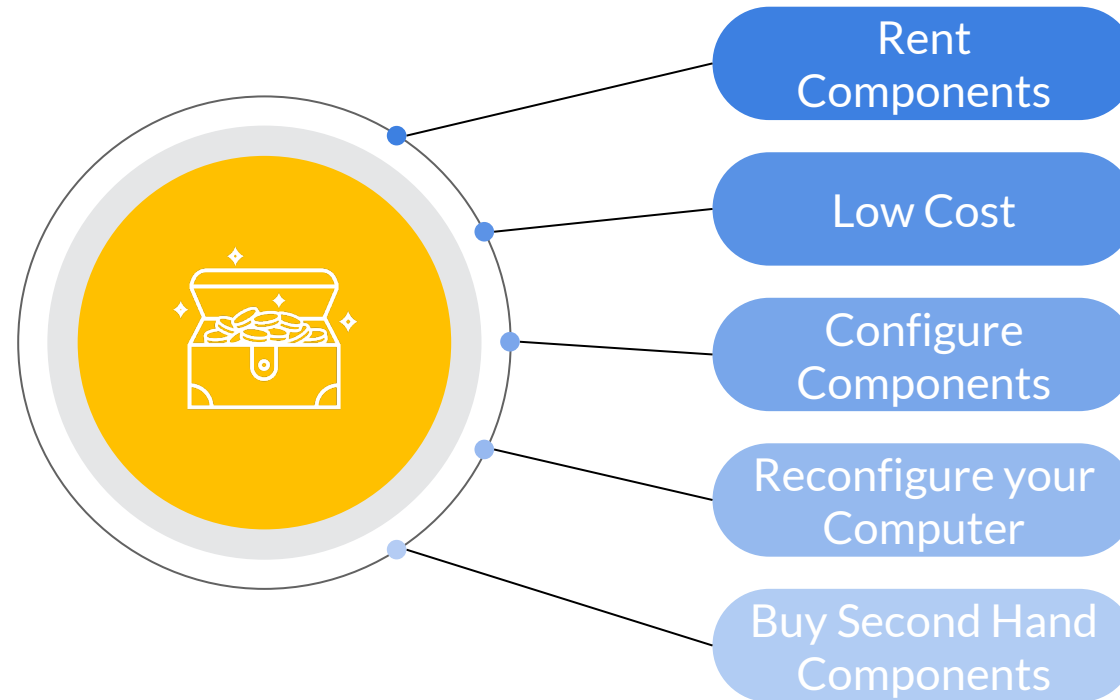 Rent
Components
Low Cost
Configure
Components
Reconfigure your
Computer
Buy Second Hand
Components